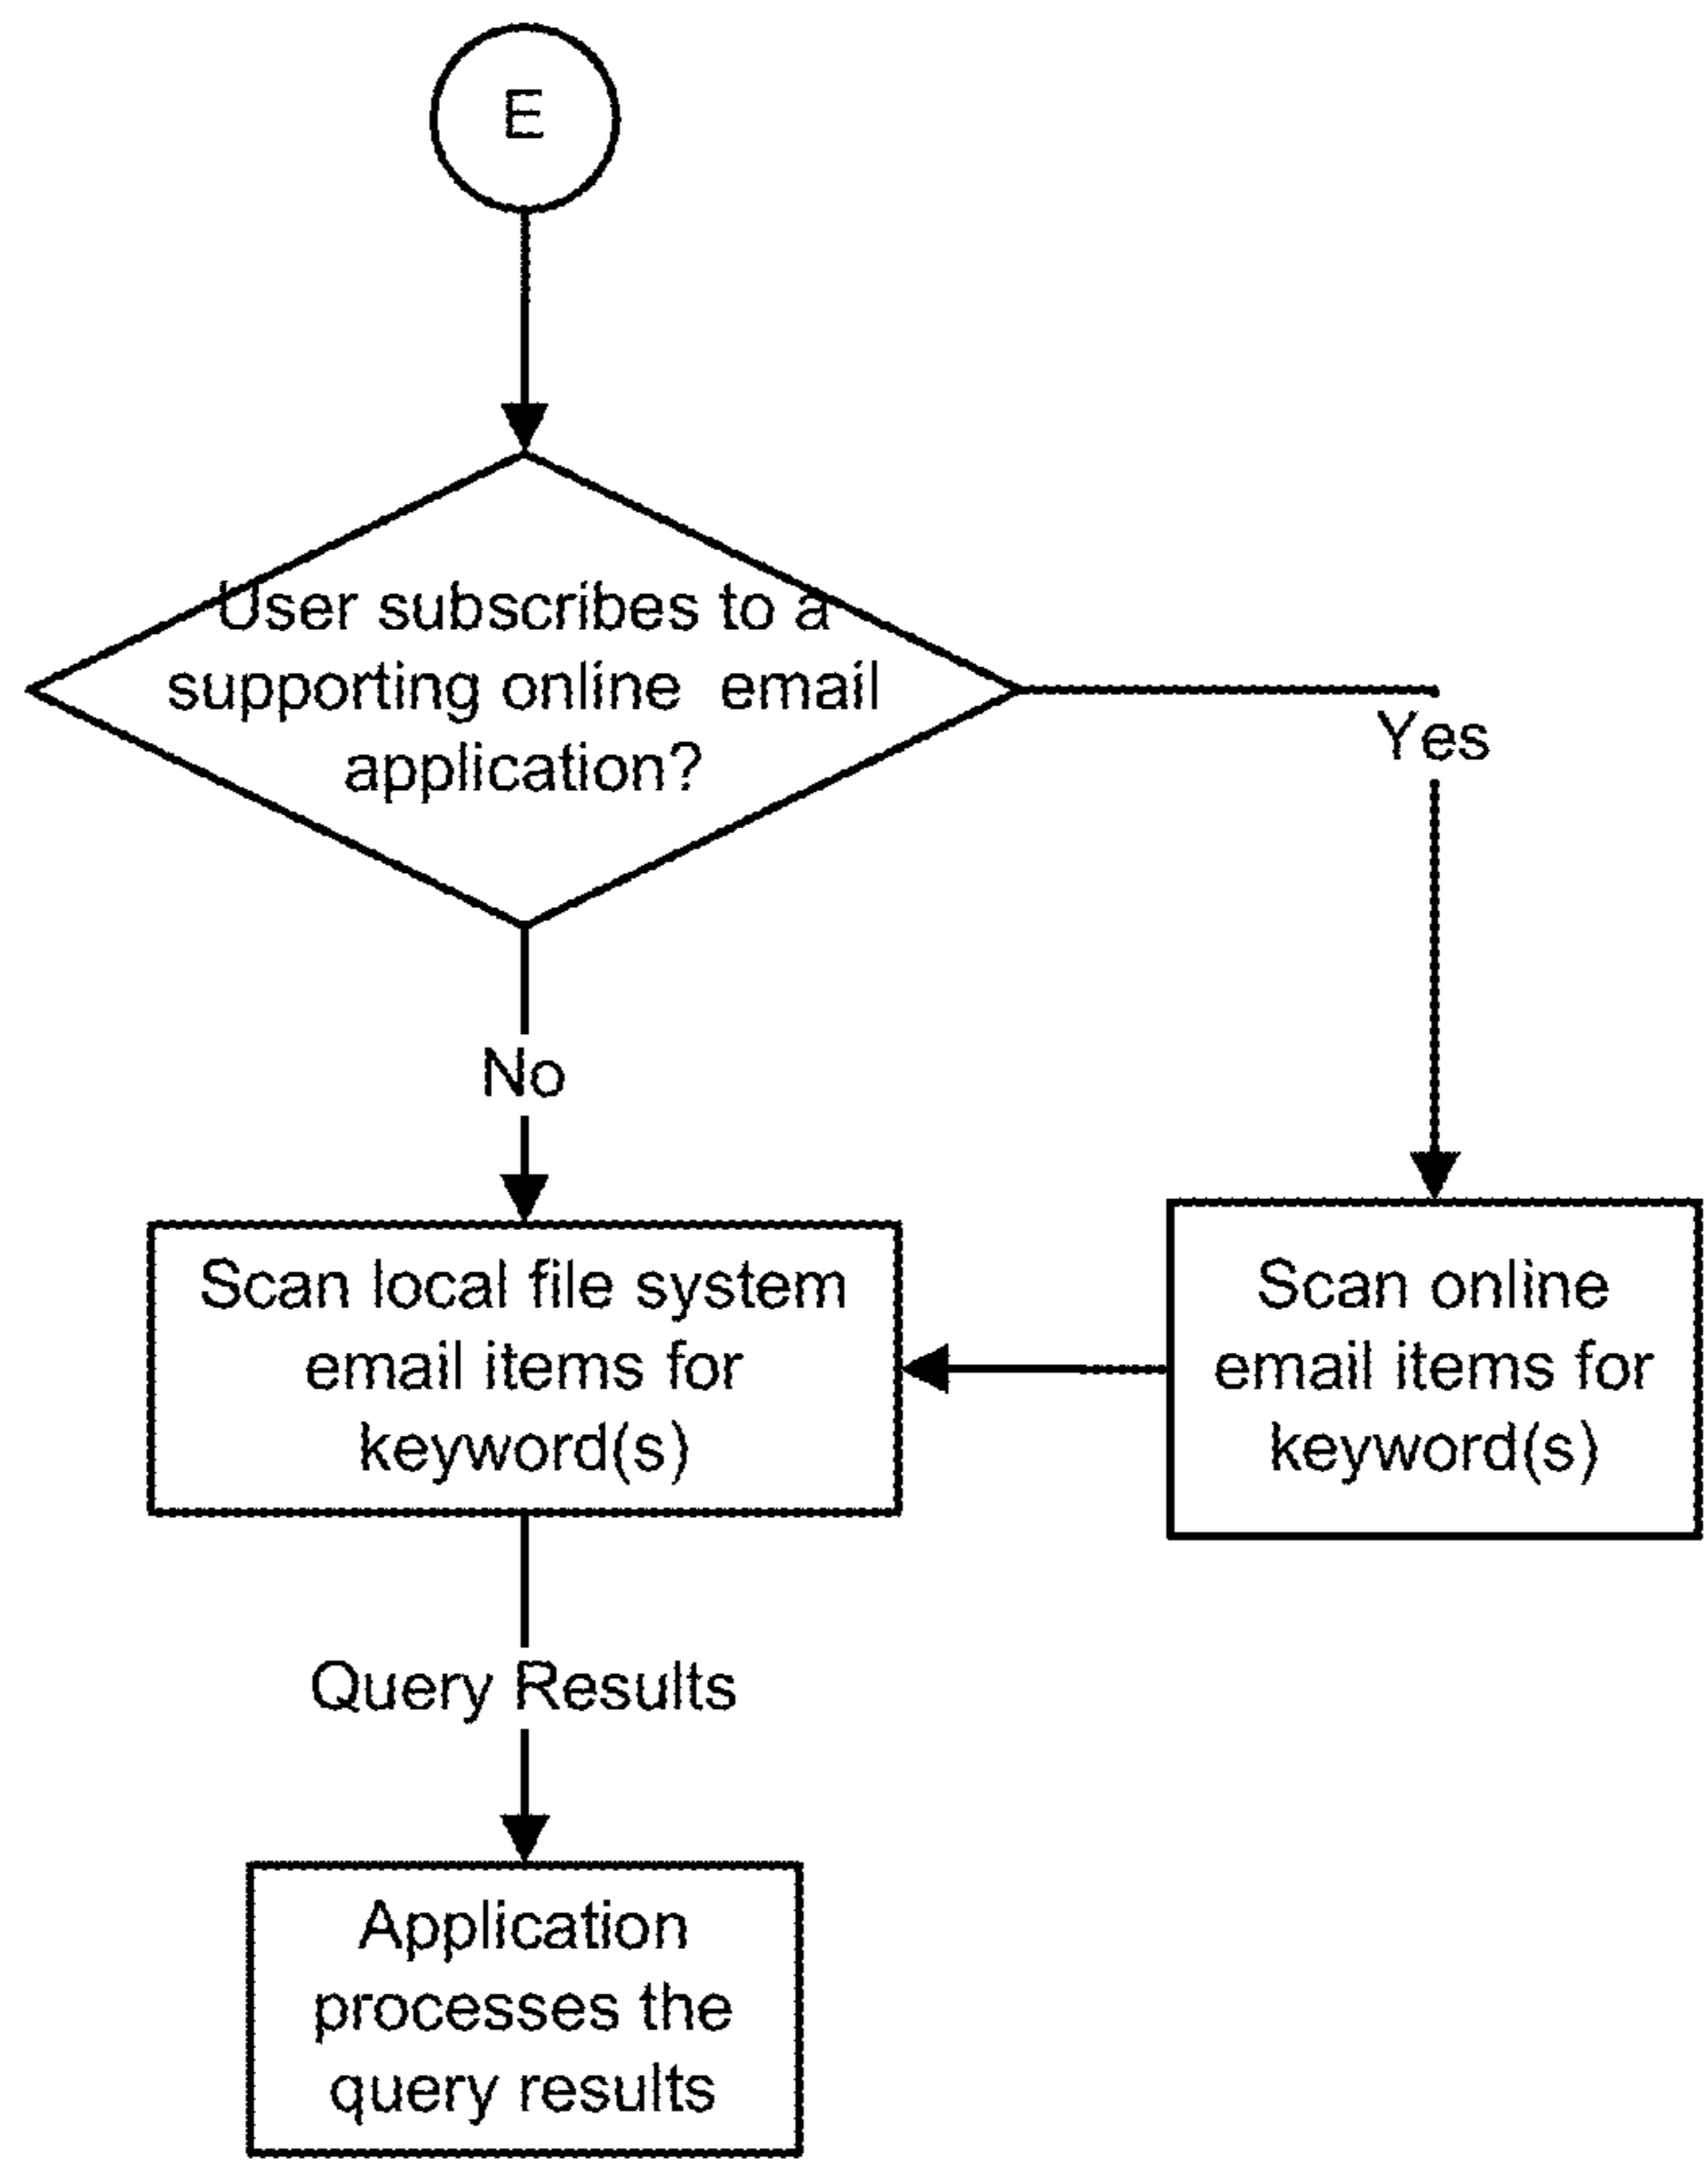 E
User subscribes to a
supporting online email
application?
Yes
No
Scan local file system
email items for
keyword(s)
Scan online
email items for
keyword(s)
Query Results
Application
processes the
query results